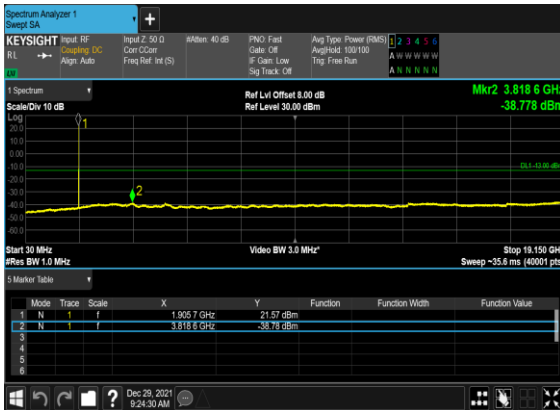 Spectrum Analyzer 1
Swept SA
KEYSIGHT
RL
Input: RF
Coupling: DC
Align: Auto
Input Z: 50 Ω
Corr CCorr
Freq Ref: Int (S)
#Atten: 40 dB
PNO: Fast
Gate: Off
IF Gain: Low
Sig Track: Off
Avg Type: Power (RMS)
Avg|Hold: 100/100
Trig: Free Run
1 2 3 4 5 6
A W W W W W
A N N N N N
1 Spectrum
Scale/Div 10 dB
Ref Lvl Offset 8.00 dB
Ref Level 30.00 dBm
Mkr2 3.818 6 GHz
-38.778 dBm
Log
20.0
10.0
0.00
-10.0
-20.0
-30.0
-40.0
-50.0
-60.0
1
2
DL1 -13.00 dBm
Start 30 MHz
#Res BW 1.0 MHz
Video BW 3.0 MHz*
Stop 19.150 GH
Sweep ~35.6 ms (40001 pts
5 Marker Table
Mode Trace Scale X Y Function Function Width Function Value
1 N 1 f 1.905 7 GHz 21.57 dBm
2 N 1 f 3.818 6 GHz -38.78 dBm
3
4
5
6
Dec 29, 2021
9:24:30 AM